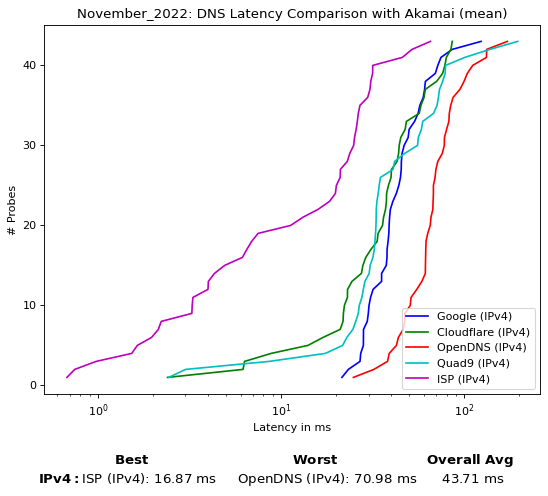 November_2022: DNS Latency Comparison with Akamai (mean)
# Probes
40
30
20
10
0
10⁰
10¹
10²
Latency in ms
Google (IPv4)
Cloudflare (IPv4)
OpenDNS (IPv4)
Quad9 (IPv4)
ISP (IPv4)
Best Worst Overall Avg
IPv4: ISP (IPv4): 16.87 ms OpenDNS (IPv4): 70.98 ms 43.71 ms